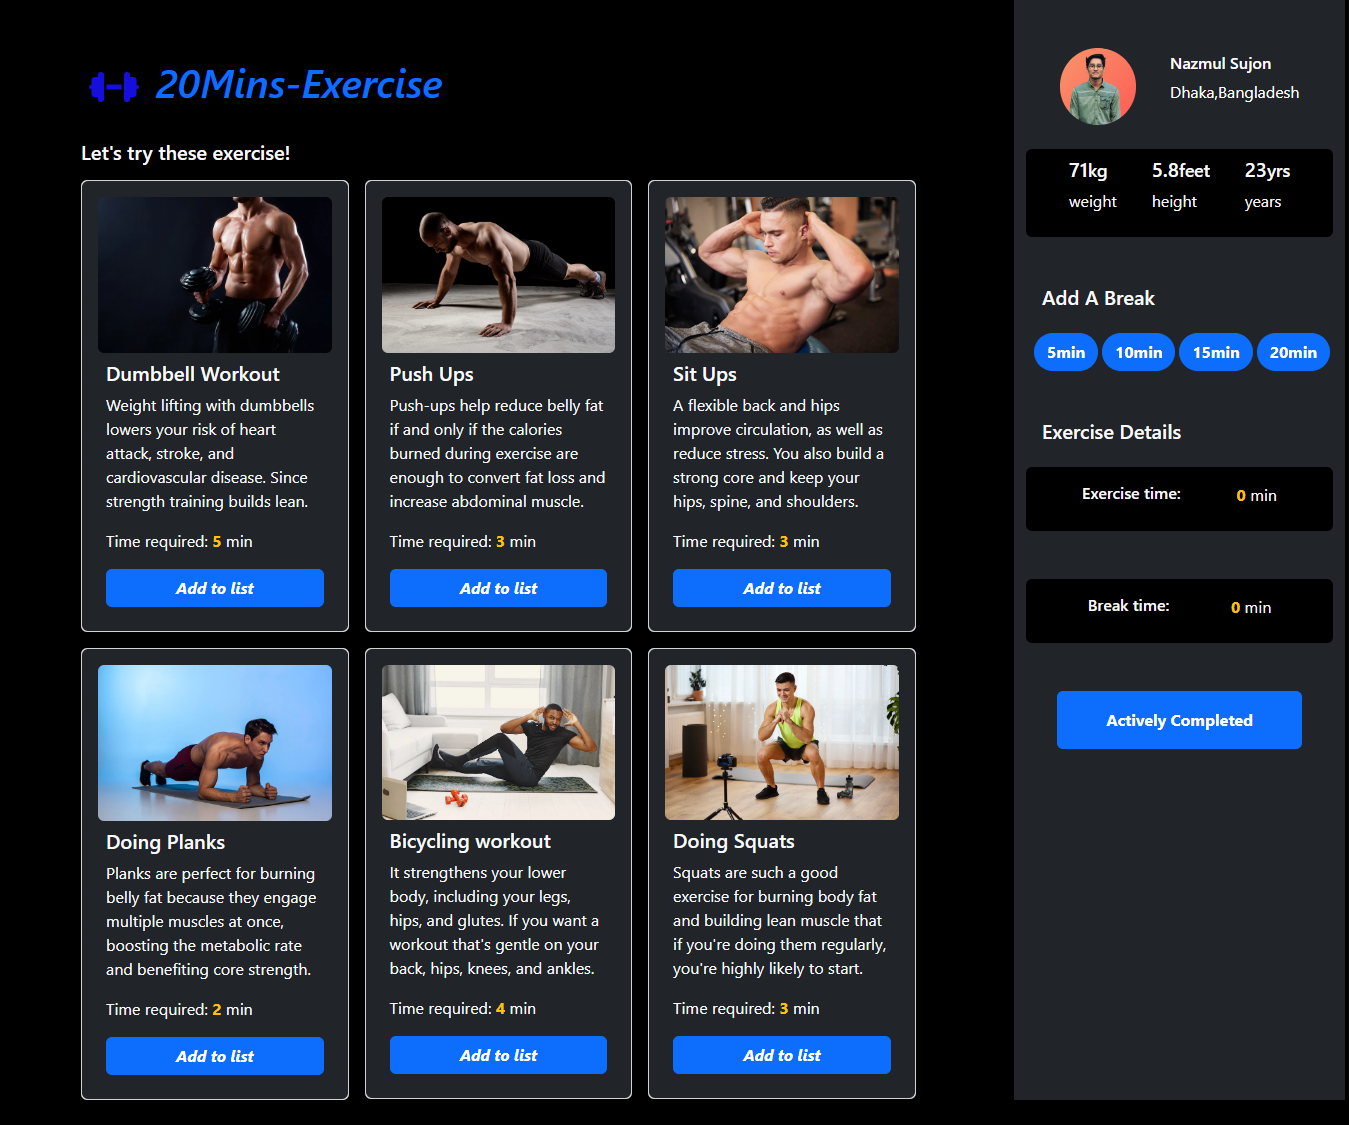 20Mins-Exercise
Let's try these exercise!
Dumbbell Workout
Weight lifting with dumbbells
lowers your risk of heart
attack, stroke, and
cardiovascular disease. Since
strength training builds lean.
Time required: 5 min
Add to list
Push Ups
Push-ups help reduce belly fat
if and only if the calories
burned during exercise are
enough to convert fat loss and
increase abdominal muscle.
Time required: 3 min
Add to list
Sit Ups
A flexible back and hips
improve circulation, as well as
reduce stress. You also build a
strong core and keep your
hips, spine, and shoulders.
Time required: 3 min
Add to list
Doing Planks
Planks are perfect for burning
belly fat because they engage
multiple muscles at once,
boosting the metabolic rate
and benefiting core strength.
Time required: 2 min
Add to list
Bicycling workout
It strengthens your lower
body, including your legs,
hips, and glutes. If you want a
workout that's gentle on your
back, hips, knees, and ankles.
Time required: 4 min
Add to list
Doing Squats
Squats are such a good
exercise for burning body fat
and building lean muscle that
if you're doing them regularly,
you're highly likely to start.
Time required: 3 min
Add to list
Nazmul Sujon
Dhaka,Bangladesh
71kg 5.8feet 23yrs
weight height years
Add A Break
5min 10min 15min 20min
Exercise Details
Exercise time: 0 min
Break time: 0 min
Actively Completed